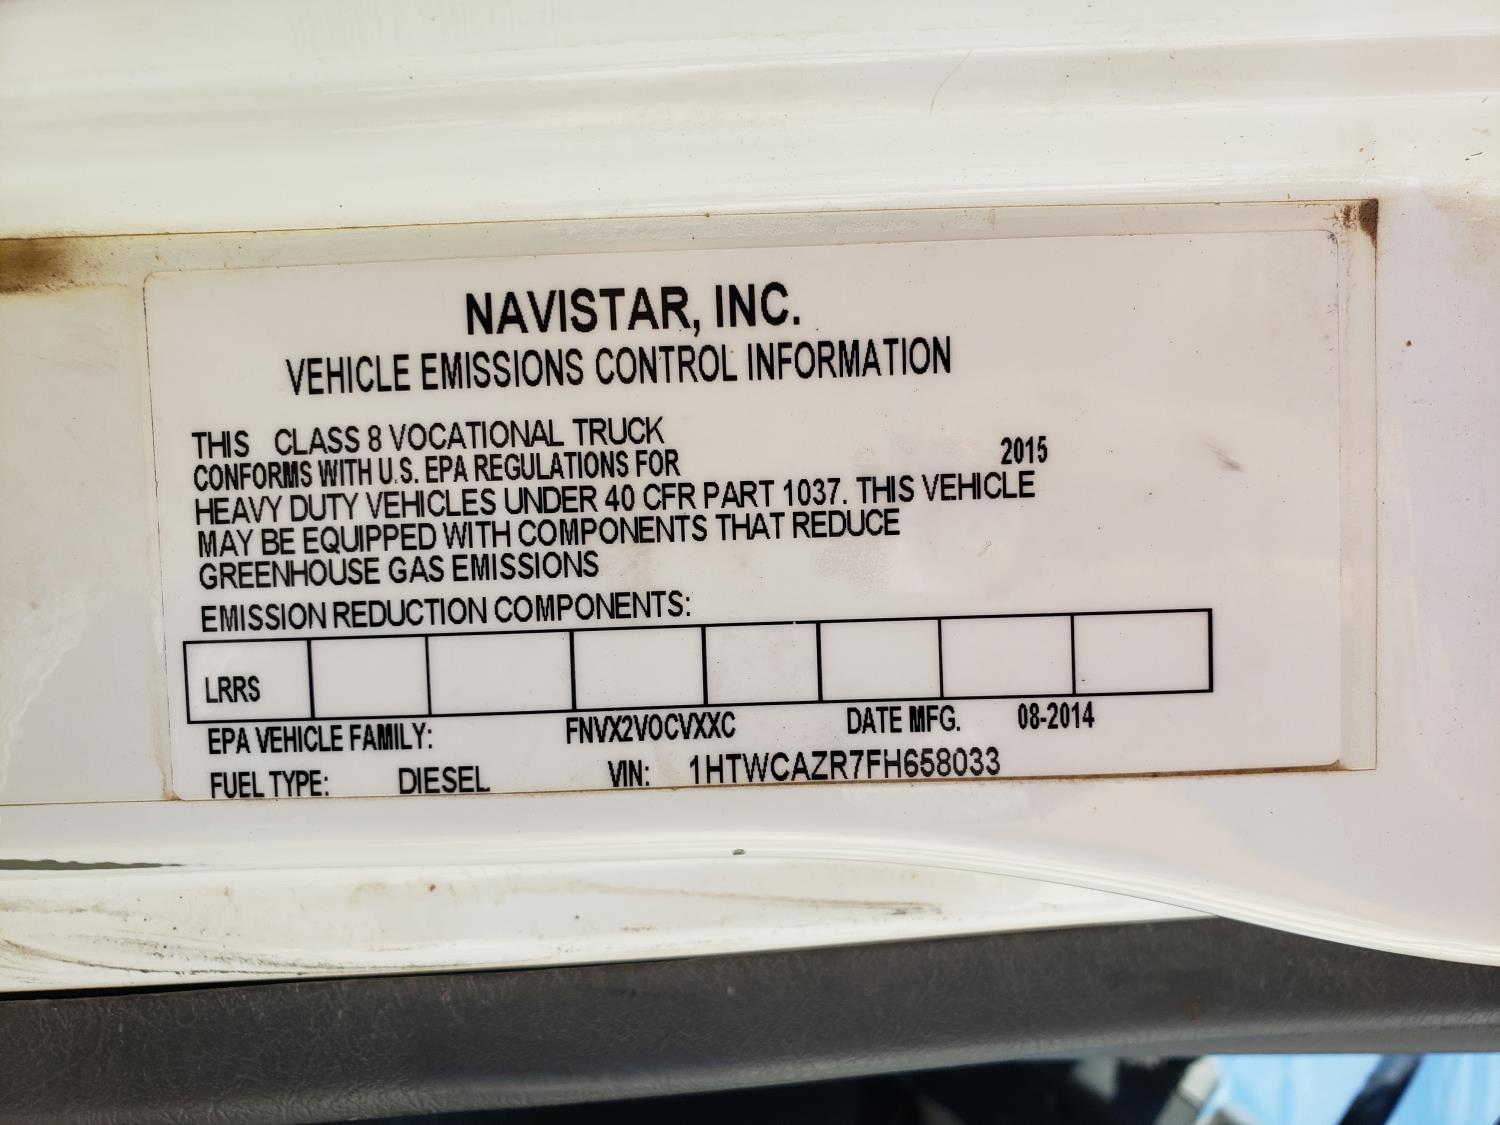 NAVISTAR, INC.
VEHICLE EMISSIONS CONTROL INFORMATION
THIS CLASS 8 VOCATIONAL TRUCK
CONFORMS WITH U.S. EPA REGULATIONS FOR 2015
HEAVY DUTY VEHICLES UNDER 40 CFR PART 1037. THIS VEHICLE
MAY BE EQUIPPED WITH COMPONENTS THAT REDUCE
GREENHOUSE GAS EMISSIONS
EMISSION REDUCTION COMPONENTS:
LRRS
EPA VEHICLE FAMILY: FNVX2VOCVXXC DATE MFG. 08-2014
FUEL TYPE: DIESEL VIN: 1HTWCAZR7FH658033